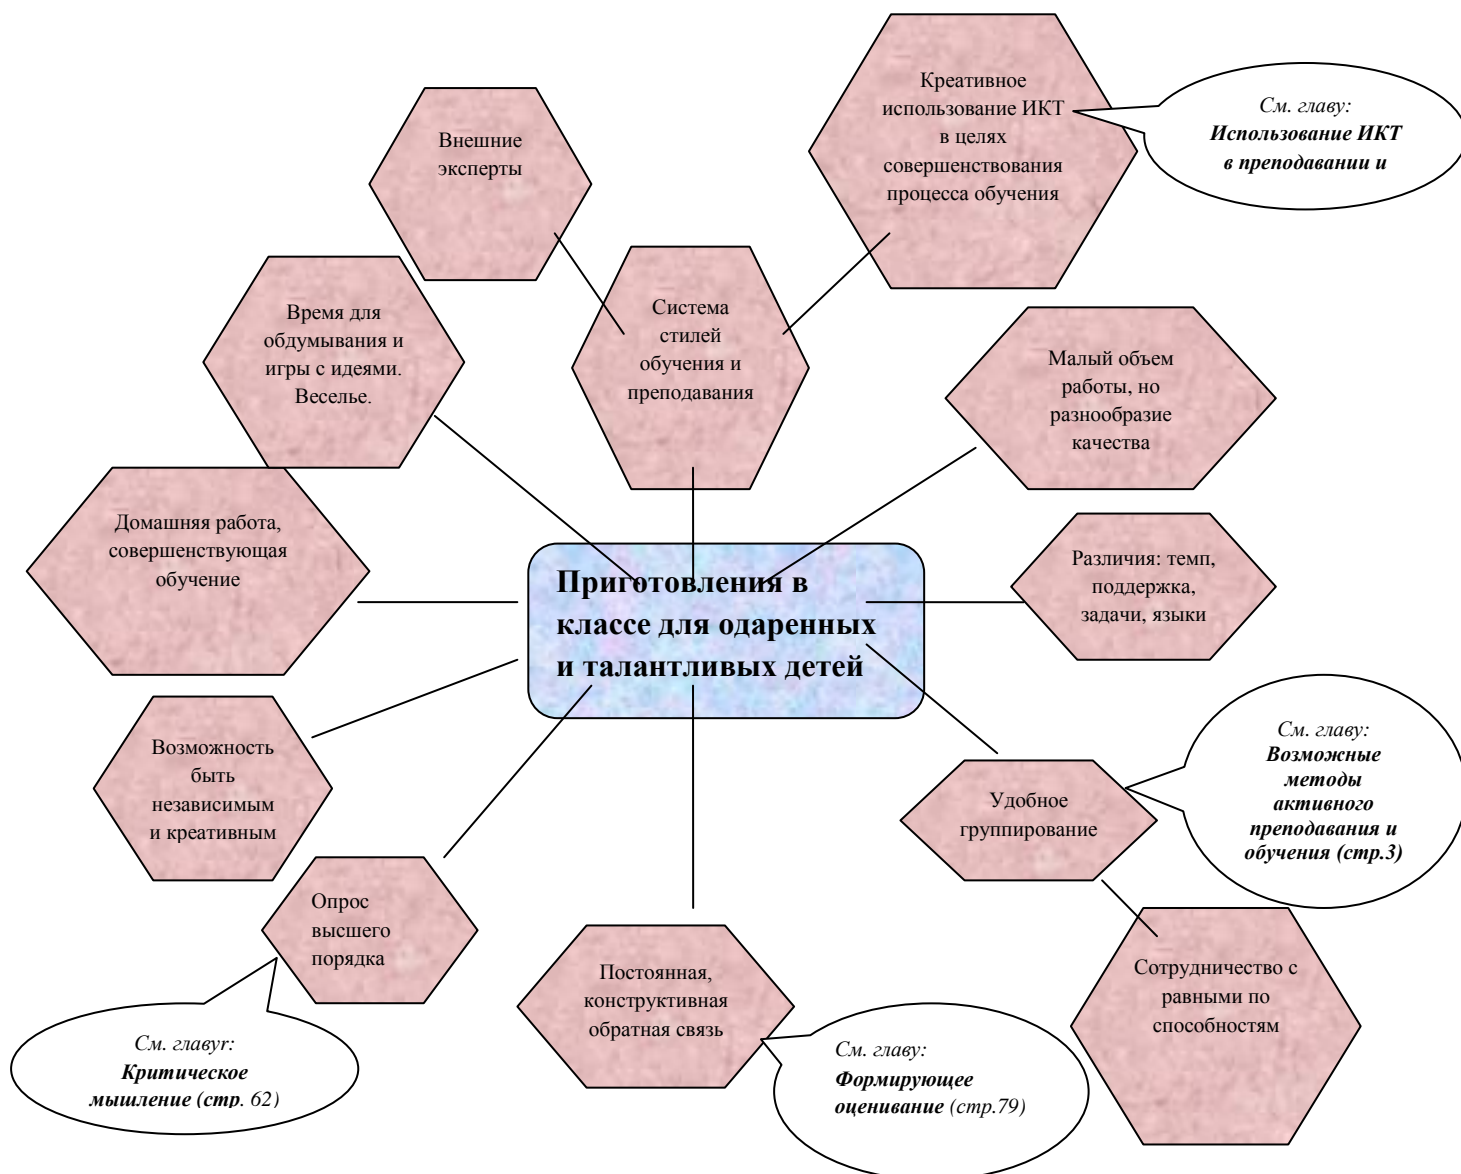 Креативное
использование ИКТ
в целях
совершенствования
процесса обучения
См. главу:
Использование ИКТ
в преподавании и
Внешние
эксперты
Время для
обдумывания и
игры с идеями.
Веселье.
Система
стилей
обучения и
преподавания
Малый объем
работы, но
разнообразие
качества
Домашняя работа,
совершенствующая
обучение
Приготовления в
классе для одаренных
и талантливых детей
Различия: темп,
поддержка,
задачи, языки
Возможность
быть
независимым
и креативным
Удобное
группирование
См. главу:
Возможные
методы
активного
преподавания и
обучения (стр.3)
Опрос
высшего
порядка
Постоянная,
конструктивная
обратная связь
Сотрудничество с
равными по
способностям
См. главуr:
Критическое
мышление (стр. 62)
См. главу:
Формирующее
оценивание (стр.79)